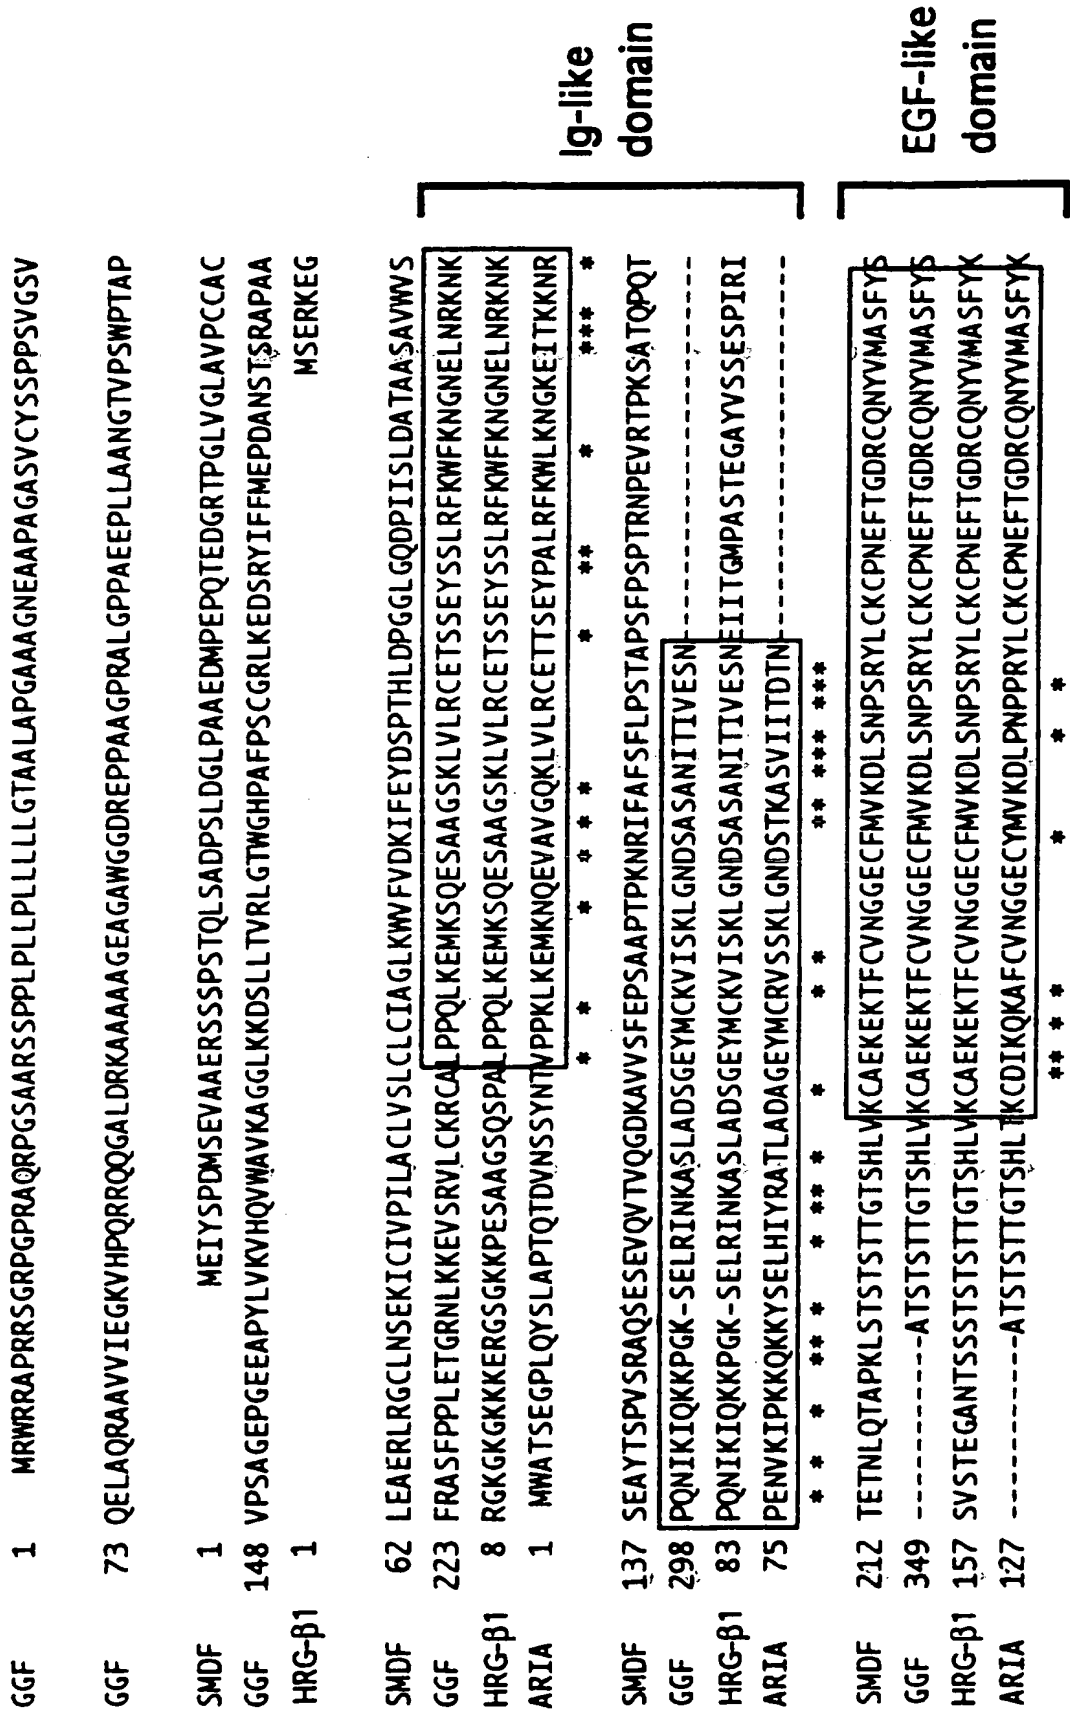 GGF 1 MRWRRAPRRSGRPGPRAQRPGSAARSSPPLPLLPLLLLLGTAALAPGAAAGNEAAPAGASVCYSSPPSVGSV
GGF 73 QELAQRAAVVIEGKVHPQRRQQGALDRKAAAAAGEAGAWGGDREPPAAGPRALGPPAEEPLLAANGTVPSWPTAP
SMDF 1 MEIYSPDMSEVAAERSSSPSTQLSADPSLDGLPAAEDMPEPQTEDGRTPGLVGLAVPCCAC
GGF 148 VPSAGEPGEEAPYLVKVHQVWAVKAGGLKKDSLLTVRLGTWGHPAFPSCGRLKEDSRYIFFMEPDANSTSRAPAA
HRG-β1 1 MSERKEG
SMDF 62 LEAERLRGCLNSEKICIVPILACLVSLCLCIAGLKWVFVDKIFEYDSPTHLDPGGLGQDPIISLDATAASAVWVS
GGF 223 FRASFPPLETGRNLKKEVSRVLCKRCALPPQLKEMKSQESAAGSKLVLRCETSSEYSSLRFKWFKNGNELNRKNK
HRG-β1 8 RGKGKGKKKERGSGKKPESAAGSQSPALPPQLKEMKSQESAAGSKLVLRCETSSEYSSLRFKWFKNGNELNRKNK
ARIA 1 MWATSEGPLQYSLAPTQTDVNSSYNTVPPKLKEMKNQEVAVGQKLVLRCETTSEYPALRFKWLKNGKEITKKNR
* * * * * * * ** * *** *
Ig-like
domain
SMDF 137 SEAYTSPVSRAQSESEVQVTVQGDKAVVSFEPSAAPTPKNRIFAFSFLPSTAPSFPSPTRNPEVRTPKSATQPQT
GGF 298 PQNIKIQKKPGK-SELRINKASLADSGEYMCKVISKLGNDSASANITIVESN-----------------------
HRG-β1 83 PQNIKIQKKPGK-SELRINKASLADSGEYMCKVISKLGNDSASANITIVESNEIITGMPASTEGAYVSSESPIRI
ARIA 75 PENVKIPKKQKKYSELHIYRATLADAGEYMCRVSSKLGNDSTKASVIITDTN-----------------------
* * * ** * * ** * * * * ** *** ***
SMDF 212 TETNLQTAPKLSTSTSTTGTSHLVKCAEKEKTFCVNGGECFMVKDLSNPSRYLCKCPNEFTGDRCQNYVMASFYS
GGF 349 ----------ATSTSTTGTSHLVKCAEKEKTFCVNGGECFMVKDLSNPSRYLCKCPNEFTGDRCQNYVMASFYS
HRG-β1 157 SVSTEGANTSSSTSTSTTGTSHLVKCAEKEKTFCVNGGECFMVKDLSNPSRYLCKCPNEFTGDRCQNYVMASFYK
ARIA 127 ----------ATSTSTTGTSHLTKCDIKQKAFCVNGGECYMVKDLPNPPRYLCKCPNEFTGDRCQNYVMASFYK
** * * * * *
EGF-like
domain